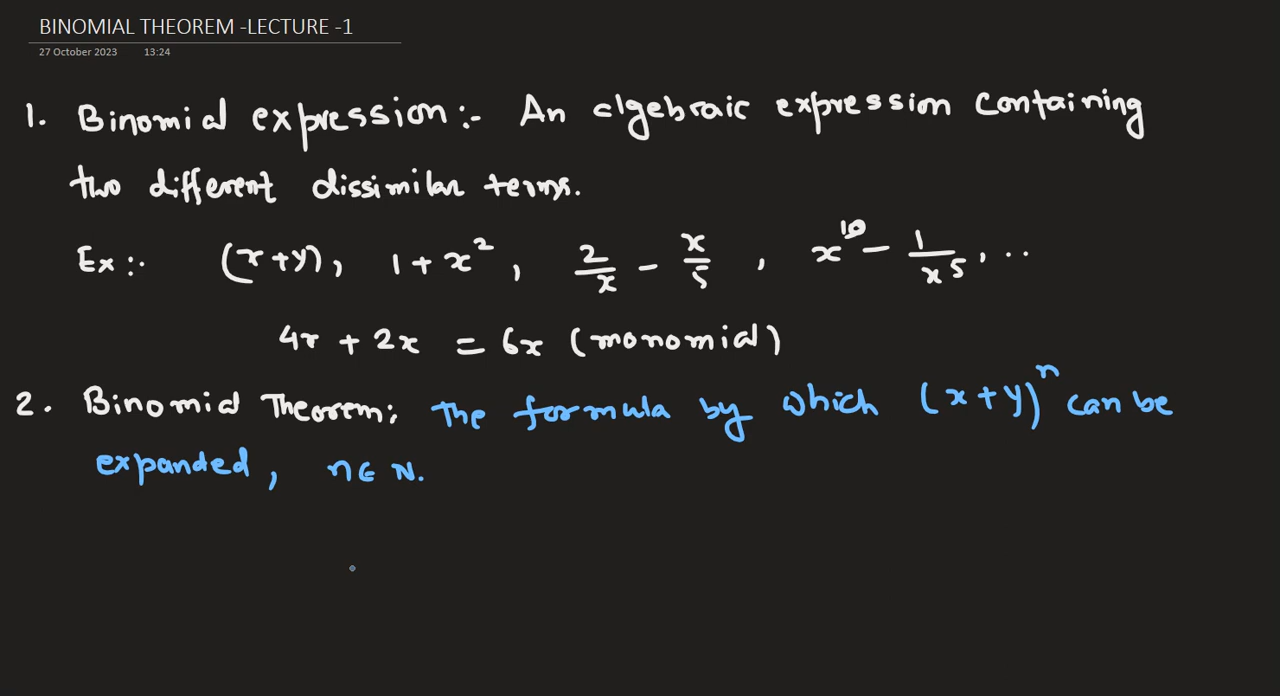 BINOMIAL THEOREM -LECTURE -1
27 October 2023 13:24
1. Binomial expression:- An algebraic expression containing
two different dissimilar terms.
Ex:- (x+y), 1 + x², 2/x - x/5, x¹⁰ - 1/x⁵, ..
4x + 2x = 6x (monomial)
2. Binomial Theorem: The formula by which (x+y)ⁿ can be
expanded, n∈N.